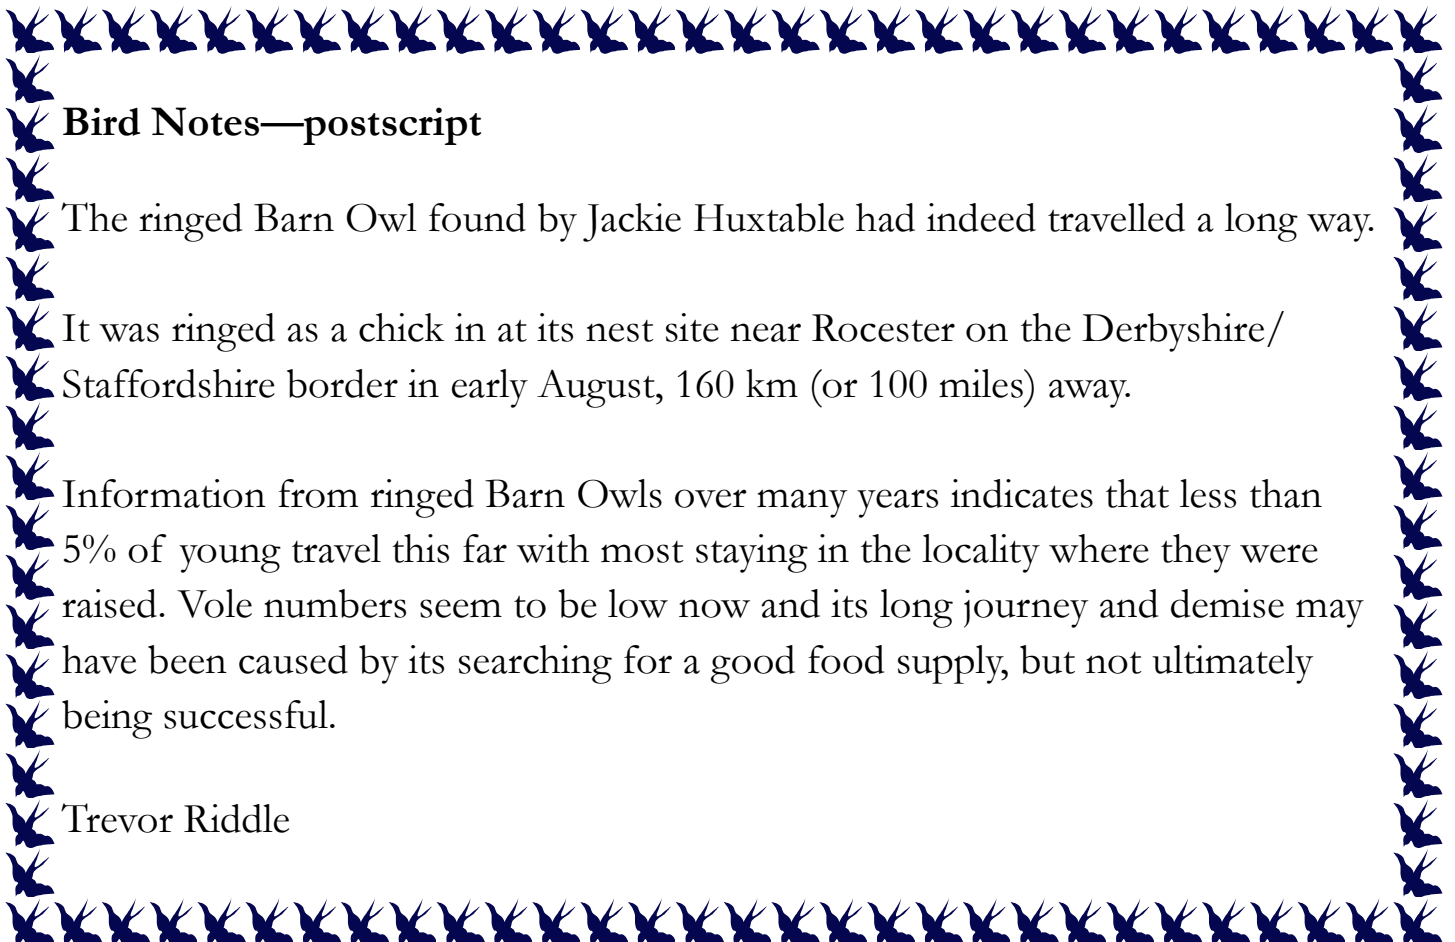 Bird Notes—postscript
The ringed Barn Owl found by Jackie Huxtable had indeed travelled a long way.
It was ringed as a chick in at its nest site near Rocester on the Derbyshire/
Staffordshire border in early August, 160 km (or 100 miles) away.
Information from ringed Barn Owls over many years indicates that less than
5% of young travel this far with most staying in the locality where they were
raised. Vole numbers seem to be low now and its long journey and demise may
have been caused by its searching for a good food supply, but not ultimately
being successful.
Trevor Riddle